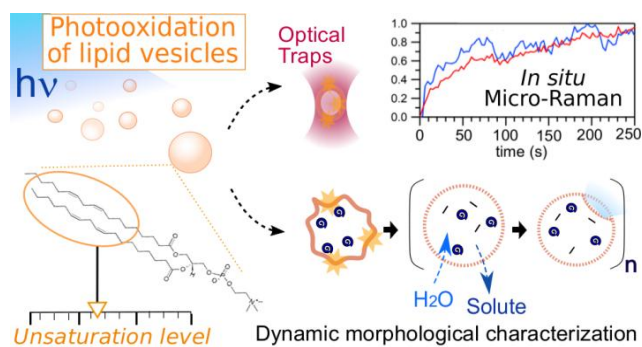 Photooxidation
of lipid vesicles
hν
Optical
Traps
1.0
0.8
0.6
0.4
0.2
0.0
In situ
Micro-Raman
0 50 100 150 200 250
time (s)
G G G
G G G
G G G
n
H2O
Solute
Unsaturation level
Dynamic morphological characterization